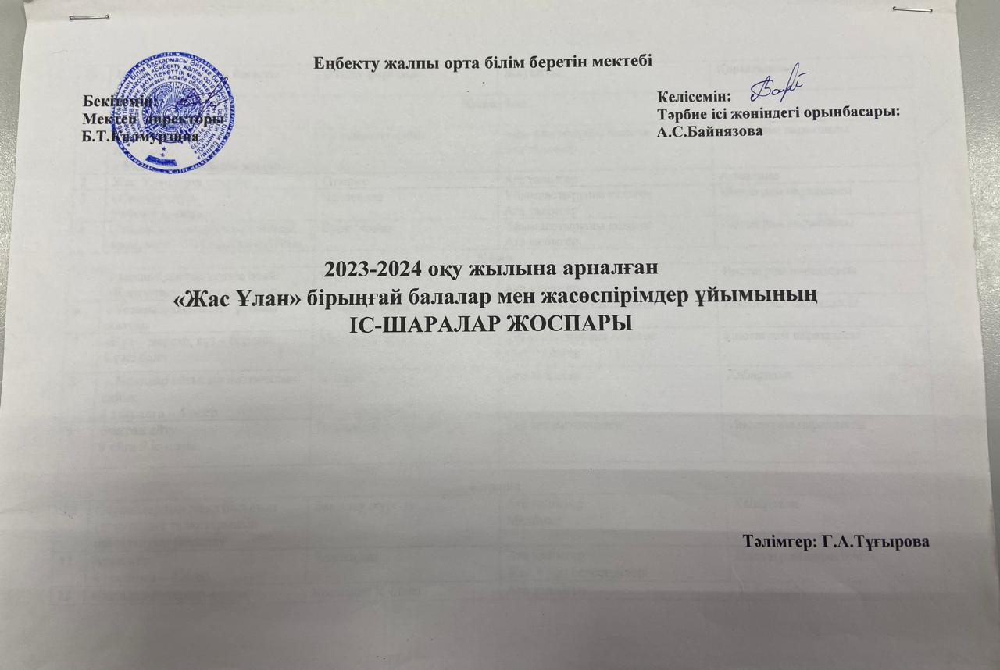 Еңбекту жалпы орта білім беретін мектебі
Бекітемін:
Мектеп директоры
Б.Т.Калмурзина
Келісемін:
Тәрбие ісі жөніндегі орынбасары:
А.С.Байнязова
2023-2024 оқу жылына арналған
«Жас Ұлан» бірыңғай балалар мен жасөспірімдер ұйымының
ІС-ШАРАЛАР ЖОСПАРЫ
Тәлімгер: Г.А.Тұғырова